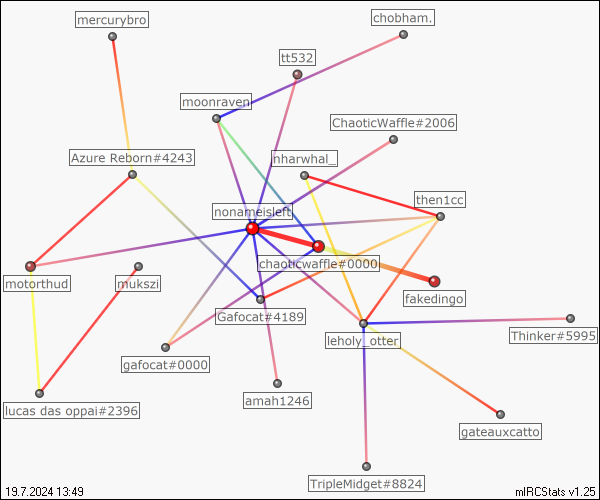 mercurybro
chobham.
tt532
moonraven
ChaoticWaffle#2006
Azure Reborn#4243
nharwhal_
then1cc
nonameisleft
chaoticwaffle#0000
motorthud
mukszi
fakedingo
Gafocat#4189
Thinker#5995
leholy_otter
gafocat#0000
amah1246
lucas das oppai#2396
gateauxcatto
TripleMidget#8824
19.7.2024 13:49
mIRCStats v1.25